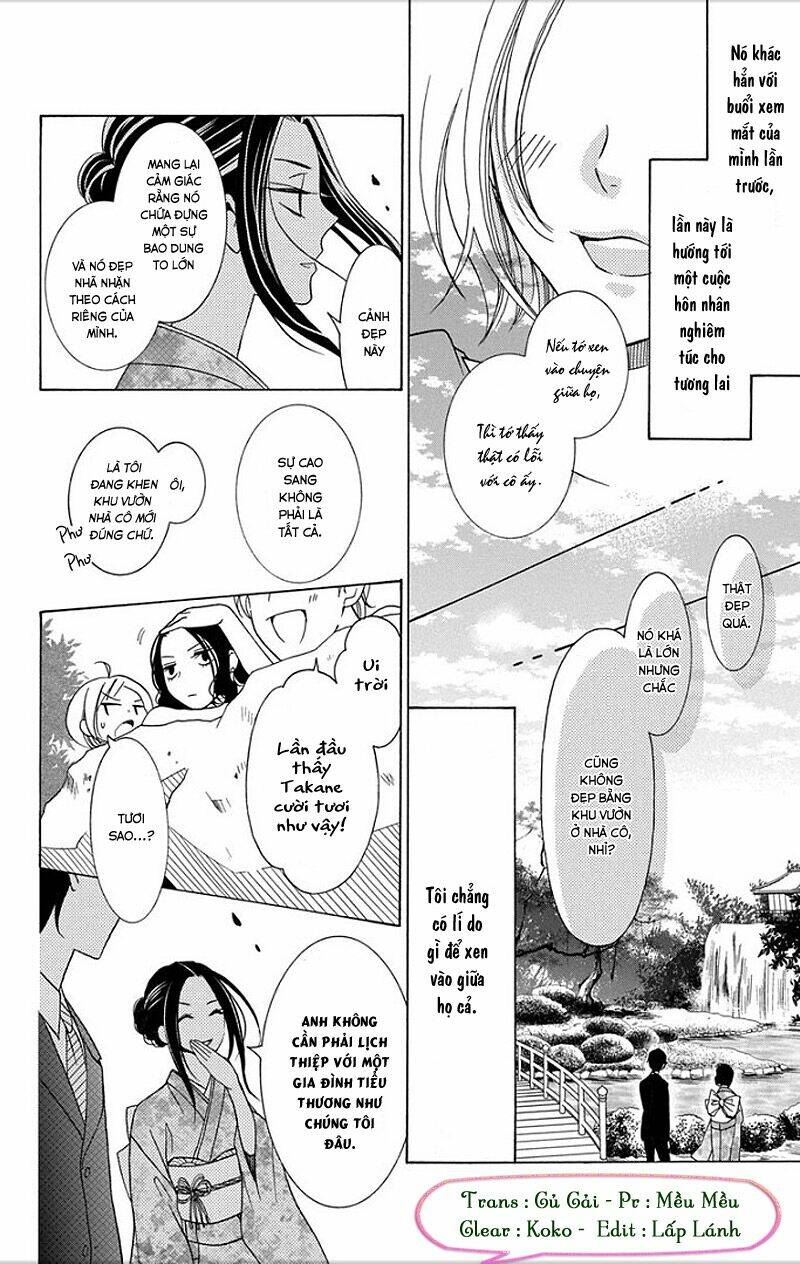 Nó khác
hẳn với
buổi xem
mắt của
mình lần
trước,
lần này là
hướng tới
một cuộc
hôn nhân
nghiêm
túc cho
tương lai
Nếu tớ xen
vào chuyện
giữa họ,
Thì tớ thấy
thật có lỗi
với cô ấy.
THẬT
ĐẸP
QUÁ.
NÓ KHÁ
LÀ LỚN
NHƯNG
CHẮC
CŨNG
KHÔNG
ĐẸP BẰNG
KHU VƯỜN
Ở NHÀ CÔ,
NHỈ?
Tôi chẳng
có lí do
gì để xen
vào giữa
họ cả.
CẢNH
ĐẸP
NÀY
MANG LẠI
CẢM GIÁC
RẰNG NÓ
CHỨA ĐỰNG
MỘT SỰ
BAO DUNG
TO LỚN
VÀ NÓ ĐẸP
NHÃ NHẶN
THEO CÁCH
RIÊNG CỦA
MÌNH.
SỰ CAO
SANG
KHÔNG
PHẢI LÀ
TẤT CẢ.
ÔI,
LÀ TÔI
ĐANG KHEN
KHU VƯỜN
NHÀ CÔ MỚI
ĐÚNG CHỨ.
Phơ
Phơ
Ui
trời
Lần đầu
thấy
Takane
cười tươi
như vậy!
TƯƠI
SAO...?
ANH KHÔNG
CẦN PHẢI LỊCH
THIỆP VỚI MỘT
GIA ĐÌNH TIỂU
THƯƠNG NHƯ
CHÚNG TÔI
ĐÂU.
Trans : Củ Cải - Pr : Mều Mều
Clear : Koko - Edit : Lấp Lánh